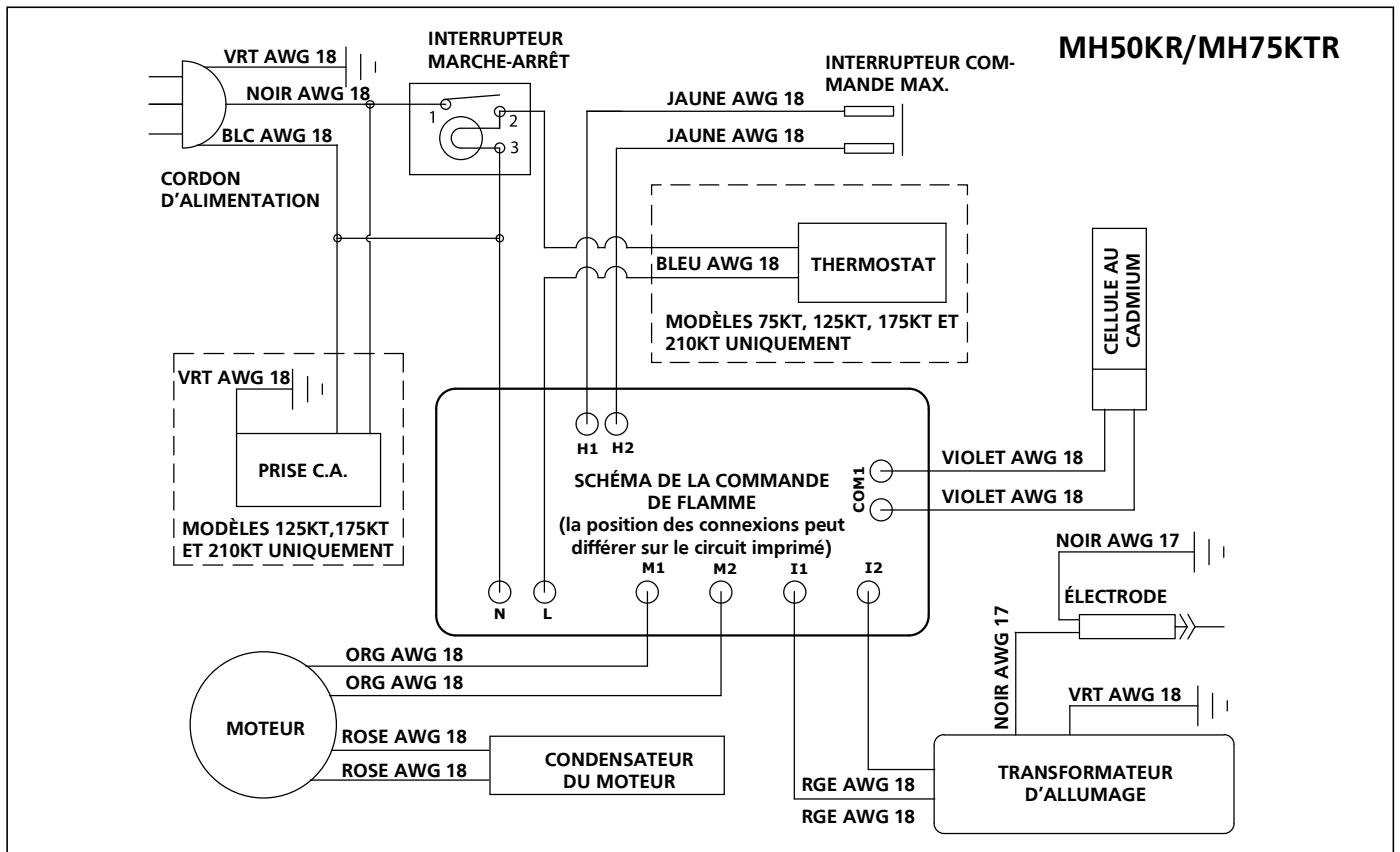 MH50KR/MH75KTR
VRT AWG 18
NOIR AWG 18
BLC AWG 18
CORDON
D’ALIMENTATION
INTERRUPTEUR
MARCHE-ARRÊT
1
2
3
INTERRUPTEUR COM-
MANDE MAX.
JAUNE AWG 18
JAUNE AWG 18
BLEU AWG 18
THERMOSTAT
MODÈLES 75KT, 125KT, 175KT ET
210KT UNIQUEMENT
CELLULE AU
CADMIUM
VRT AWG 18
PRISE C.A.
MODÈLES 125KT,175KT
ET 210KT UNIQUEMENT
H1
H2
SCHÉMA DE LA COMMANDE
DE FLAMME
(la position des connexions peut
différer sur le circuit imprimé)
COM1
VIOLET AWG 18
VIOLET AWG 18
M1
M2
I1
I2
N
L
NOIR AWG 17
ÉLECTRODE
NOIR AWG 17
VRT AWG 18
ORG AWG 18
ORG AWG 18
MOTEUR
ROSE AWG 18
ROSE AWG 18
CONDENSATEUR
DU MOTEUR
RGE AWG 18
RGE AWG 18
TRANSFORMATEUR
D’ALLUMAGE